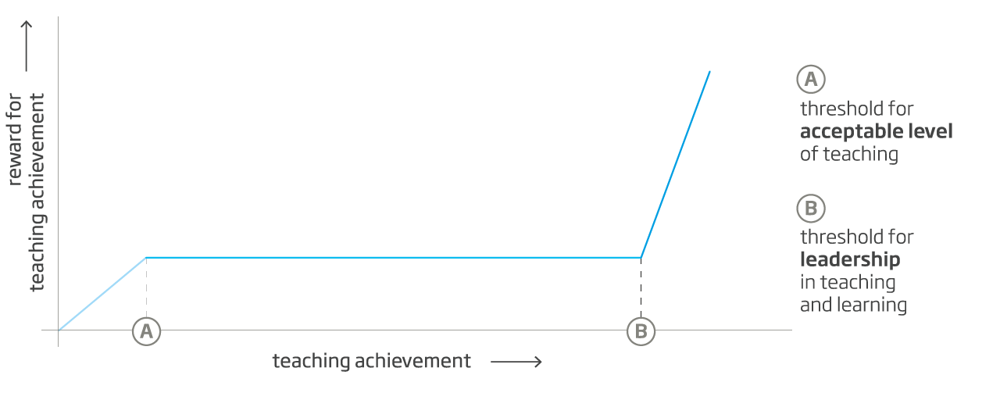 reward for
teaching achievement
A
B
teaching achievement
A
threshold for
acceptable level
of teaching
B
threshold for
leadership
in teaching
and learning